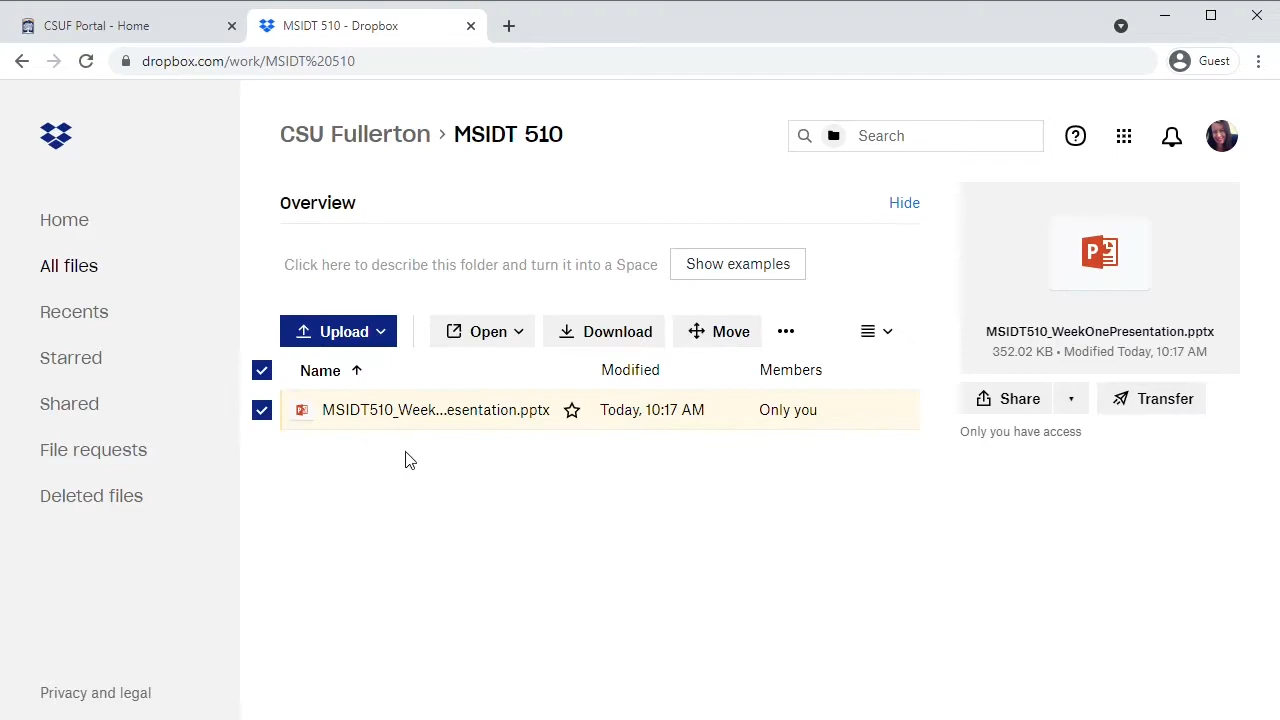 CSUF Portal - Home
MSIDT 510 - Dropbox
dropbox.com/work/MSIDT%20510
Guest
CSU Fullerton › MSIDT 510
Search
Home
All files
Recents
Starred
Shared
File requests
Deleted files
Privacy and legal
Overview
Hide
Click here to describe this folder and turn it into a Space
Show examples
Upload
Open
Download
Move
Name
Modified
Members
MSIDT510_Week...esentation.pptx
Today, 10:17 AM
Only you
P
MSIDT510_WeekOnePresentation.pptx
352.02 KB • Modified Today, 10:17 AM
Share
Transfer
Only you have access